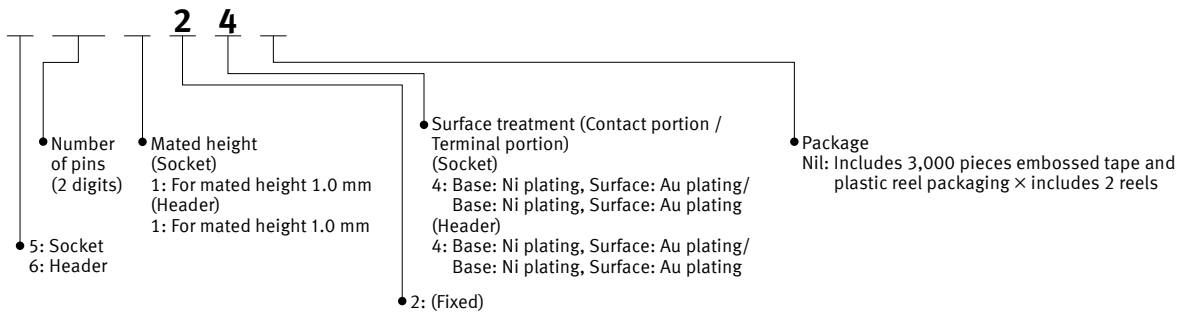 2 4
Number
of pins
(2 digits)
Mated height
(Socket)
1: For mated height 1.0 mm
(Header)
1: For mated height 1.0 mm
Surface treatment (Contact portion /
Terminal portion)
(Socket)
4: Base: Ni plating, Surface: Au plating/
Base: Ni plating, Surface: Au plating
(Header)
4: Base: Ni plating, Surface: Au plating/
Base: Ni plating, Surface: Au plating
Package
Nil: Includes 3,000 pieces embossed tape and
plastic reel packaging × includes 2 reels
5: Socket
6: Header
2: (Fixed)